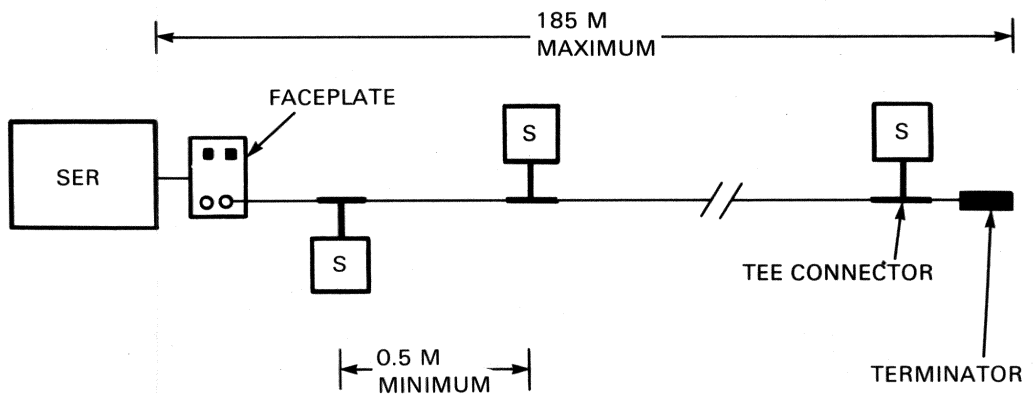 185 M
MAXIMUM
FACEPLATE
SER
S
S
S
TEE CONNECTOR
0.5 M
MINIMUM
TERMINATOR